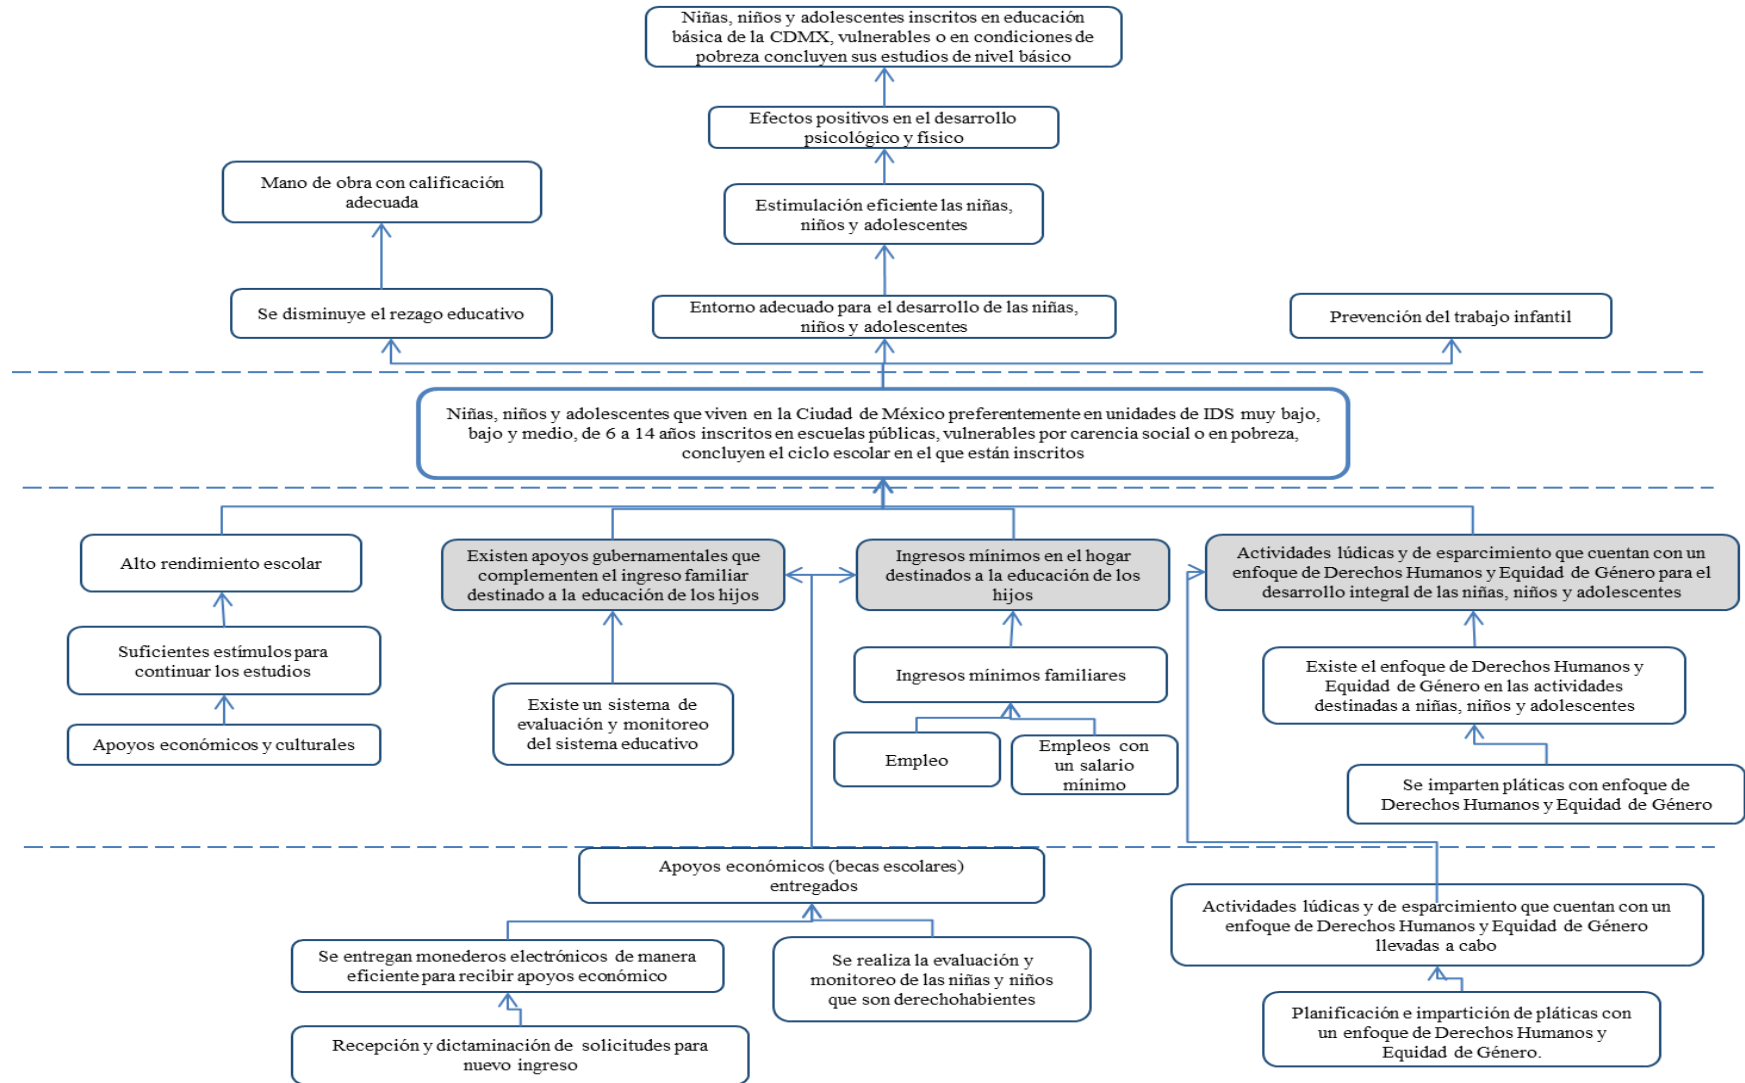 Niñas, niños y adolescentes inscritos en educación
básica de la CDMX, vulnerables o en condiciones de
pobreza concluyen sus estudios de nivel básico
Efectos positivos en el desarrollo
psicológico y físico
Mano de obra con calificación
adecuada
Estimulación eficiente las niñas,
niños y adolescentes
Se disminuye el rezago educativo
Entorno adecuado para el desarrollo de las niñas,
niños y adolescentes
Prevención del trabajo infantil
Niñas, niños y adolescentes que viven en la Ciudad de México preferentemente en unidades de IDS muy bajo,
bajo y medio, de 6 a 14 años inscritos en escuelas públicas, vulnerables por carencia social o en pobreza,
concluyen el ciclo escolar en el que están inscritos
Alto rendimiento escolar
Existen apoyos gubernamentales que
complementen el ingreso familiar
destinado a la educación de los hijos
Ingresos mínimos en el hogar
destinados a la educación de los
hijos
Actividades lúdicas y de esparcimiento que cuentan con un
enfoque de Derechos Humanos y Equidad de Género para el
desarrollo integral de las niñas, niños y adolescentes
Suficientes estímulos para
continuar los estudios
Ingresos mínimos familiares
Existe el enfoque de Derechos Humanos y
Equidad de Género en las actividades
destinadas a niñas, niños y adolescentes
Apoyos económicos y culturales
Existe un sistema de
evaluación y monitoreo
del sistema educativo
Empleo
Empleos con
un salario
mínimo
Se imparten pláticas con enfoque de
Derechos Humanos y Equidad de Género
Apoyos económicos (becas escolares)
entregados
Actividades lúdicas y de esparcimiento que cuentan con un
enfoque de Derechos Humanos y Equidad de Género
llevadas a cabo
Se entregan monederos electrónicos de manera
eficiente para recibir apoyos económico
Se realiza la evaluación y
monitoreo de las niñas y niños
que son derechohabientes
Planificación e impartición de pláticas con
un enfoque de Derechos Humanos y
Equidad de Género.
Recepción y dictaminación de solicitudes para
nuevo ingreso